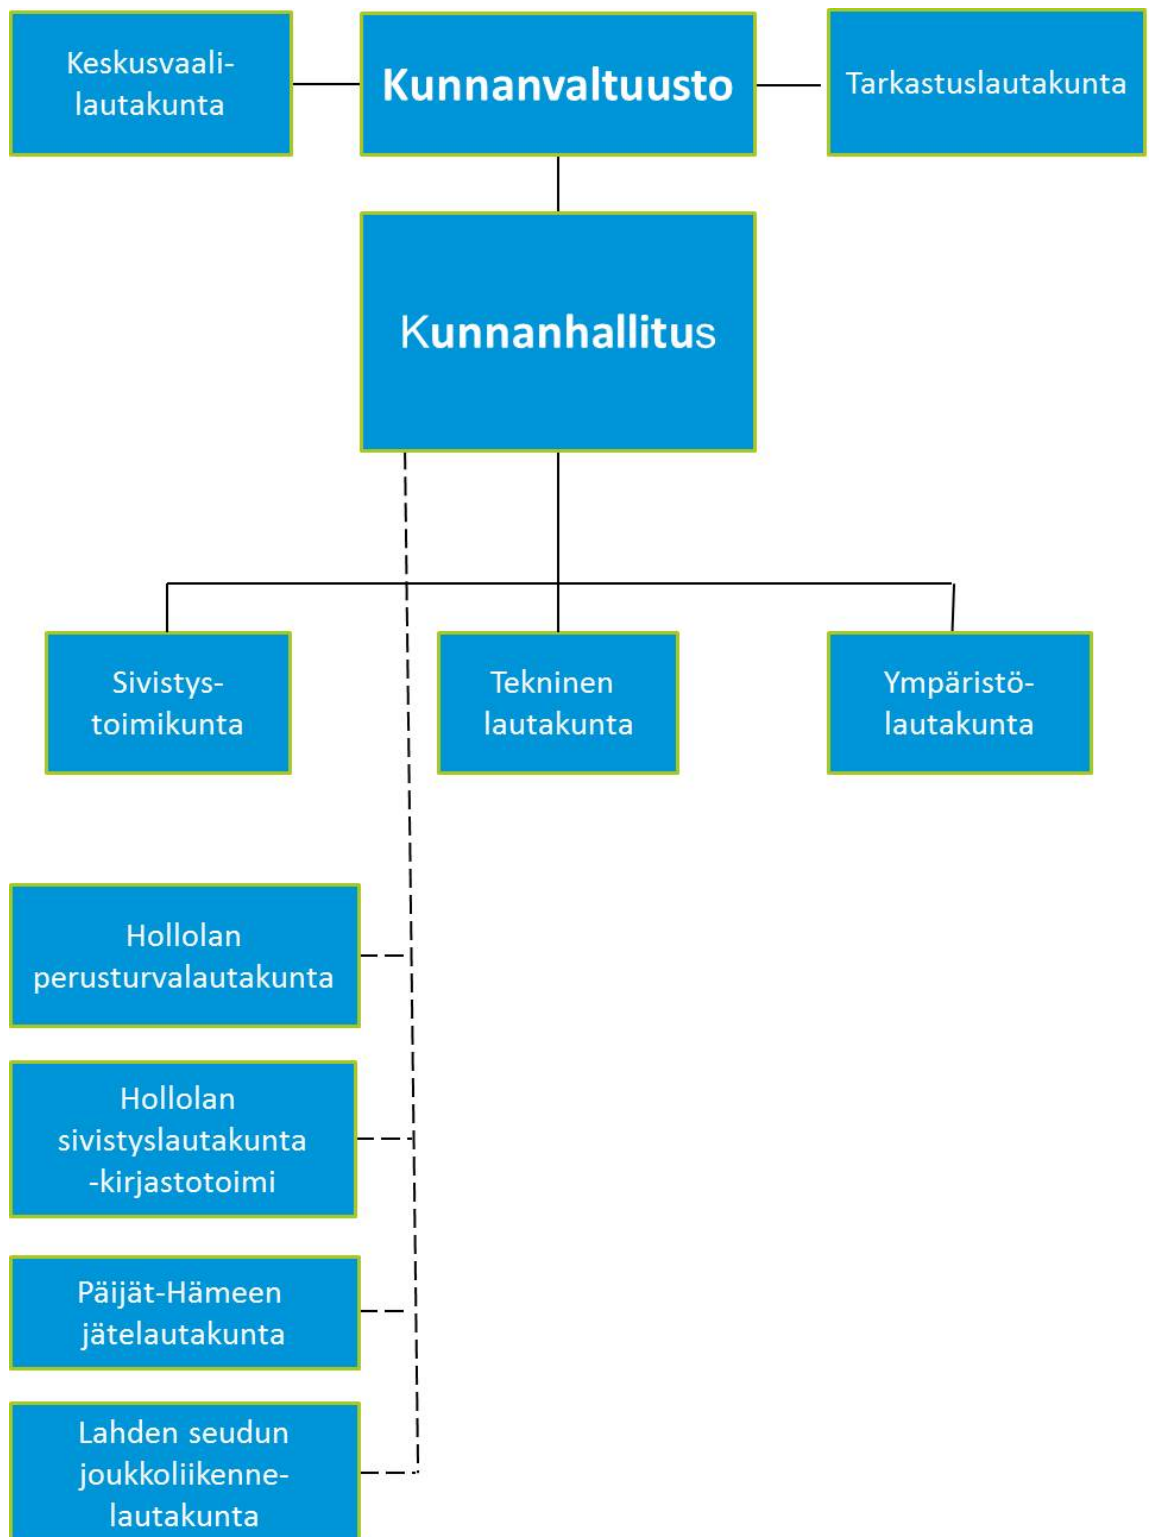 Keskusvaali-
lautakunta
Kunnanvaltuusto
Tarkastuslautakunta
Kunnanhallitus
Sivistys-
toimikunta
Tekninen
lautakunta
Ympäristö-
lautakunta
Hollolan
perusturvalautakunta
Hollolan
sivistyslautakunta
-kirjastotoimi
Päijät-Hämeen
jätelautakunta
Lahden seudun
joukkoliikenne-
lautakunta